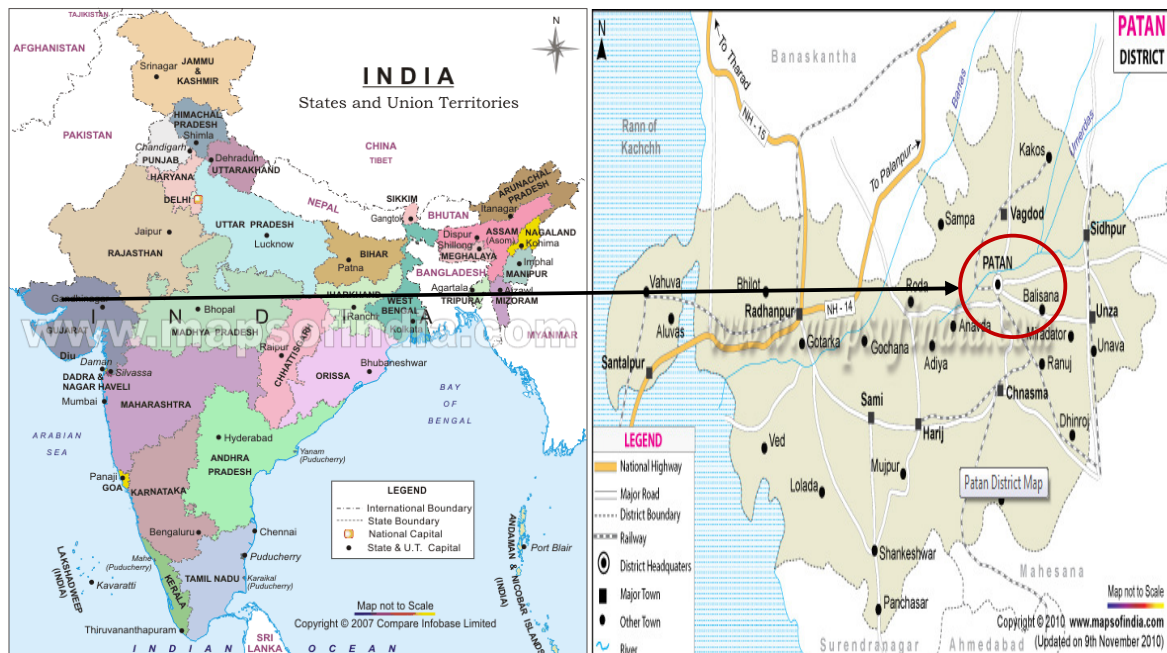 TAJIKISTAN
AFGHANISTAN
JAMMU
&
KASHMIR
Srinagar
N
INDIA
States and Union Territories
PAKISTAN
HIMACHAL
PRADESH
Shimla
Chandigarh
PUNJAB
Dehradun
UTTARAKHAND
HARYANA
DELHI
CHINA
TIBET
NEPAL
SIKKIM
Gangtok
BHUTAN
ARUNACHAL
PRADESH
Itanagar
Dispur
ASSAM
(Asom)
NAGALAND
Kohima
Shillong
MEGHALAYA
Imphal
MANIPUR
BANGLADESH
Agartala
TRIPURA
Aizawl
MIZORAM
MYANMAR
Jaipur
RAJASTHAN
UTTAR PRADESH
Lucknow
BIHAR
Patna
Gandhinagar
GUJARAT
Bhopal
MADHYA PRADESH
JHARKHAND
Ranchi
WEST
BENGAL
Kolkata
I N D I A
www.mapsofindia.com
Diu
Daman
Silvassa
DADRA &
NAGAR HAVELI
Mumbai
MAHARASHTRA
Raipur
CHHATTISGARH
Bhubaneshwar
ORISSA
BAY
OF
BENGAL
ARABIAN
SEA
Hyderabad
ANDHRA
PRADESH
Yanam
(Puducherry)
Panaji
GOA
KARNATAKA
Bengaluru
Chennai
Mahe
(Puducherry)
Puducherry
Karaikal
(Puducherry)
KERALA
TAMIL NADU
LAKSHADWEEP
(INDIA)
Kavaratti
Thiruvananthapuram
SRI
LANKA
INDIAN OCEAN
ANDAMAN & NICOBAR ISLANDS
(INDIA)
Port Blair
LEGEND
International Boundary
State Boundary
National Capital
State & U.T. Capital
Map not to Scale
Copyright © 2007 Compare Infobase Limited
N
PATAN
DISTRICT
To Tharad
Banaskantha
NH - 15
Rann of
Kachchh
To Palanpur
Banas
Kakos
Sampa
Vagdod
Sidhpur
PATAN
Vahuva
Bhilot
Roda
Balisana
Radhanpur
NH - 14
Unza
Aluvas
Anavda
Miradator
Gotarka
Gochana
Adiya
Unava
Ranuj
www.mapsofindia.com
Santalpur
Chnasma
Sami
Harij
Dhinroj
Ved
Mujpur
Lolada
Patan District Map
Shankeshwar
Mahesana
Panchasar
Surendranagar
Ahmedabad
LEGEND
National Highway
Major Road
District Boundary
Railway
District Headquaters
Major Town
Other Town
River
Map not to Scale
Copyright © 2010 www.mapsofindia.com
(Updated on 9th November 2010)